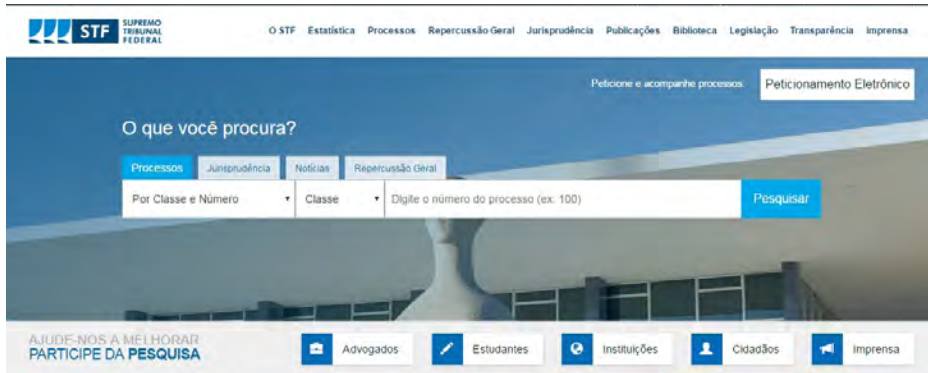 STF
SUPREMO
TRIBUNAL
FEDERAL
O STF Estatística Processos Repercussão Geral Jurisprudência Publicações Biblioteca Legislação Transparência Imprensa
Peticione e acompanhe processos. Peticionamento Eletrônico
O que você procura?
Processos Jurisprudência Notícias Repercussão Geral
Por Classe e Número Classe Digite o número do processo (ex. 100) Pesquisar
AJUDE-NOS A MELHORAR
PARTICIPE DA PESQUISA
Advogados Estudantes Instituições Cidadãos Imprensa